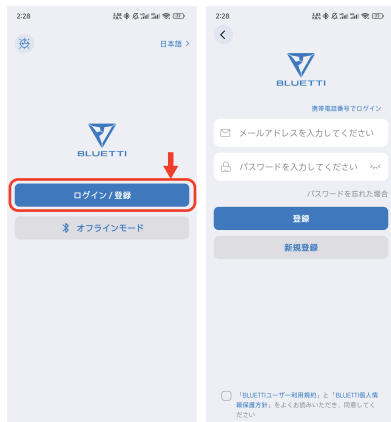 2:28
日本語 >
BLUETTI
ログイン / 登録
オフラインモード
2:28
BLUETTI
携帯電話番号でログイン
メールアドレスを入力してください
パスワードを入力してください
パスワードを忘れた場合
登録
新規登録
「BLUETTIユーザー利用規約」と「BLUETTI個人情
報保護方針」をよくお読みいただき、同意してく
ださい